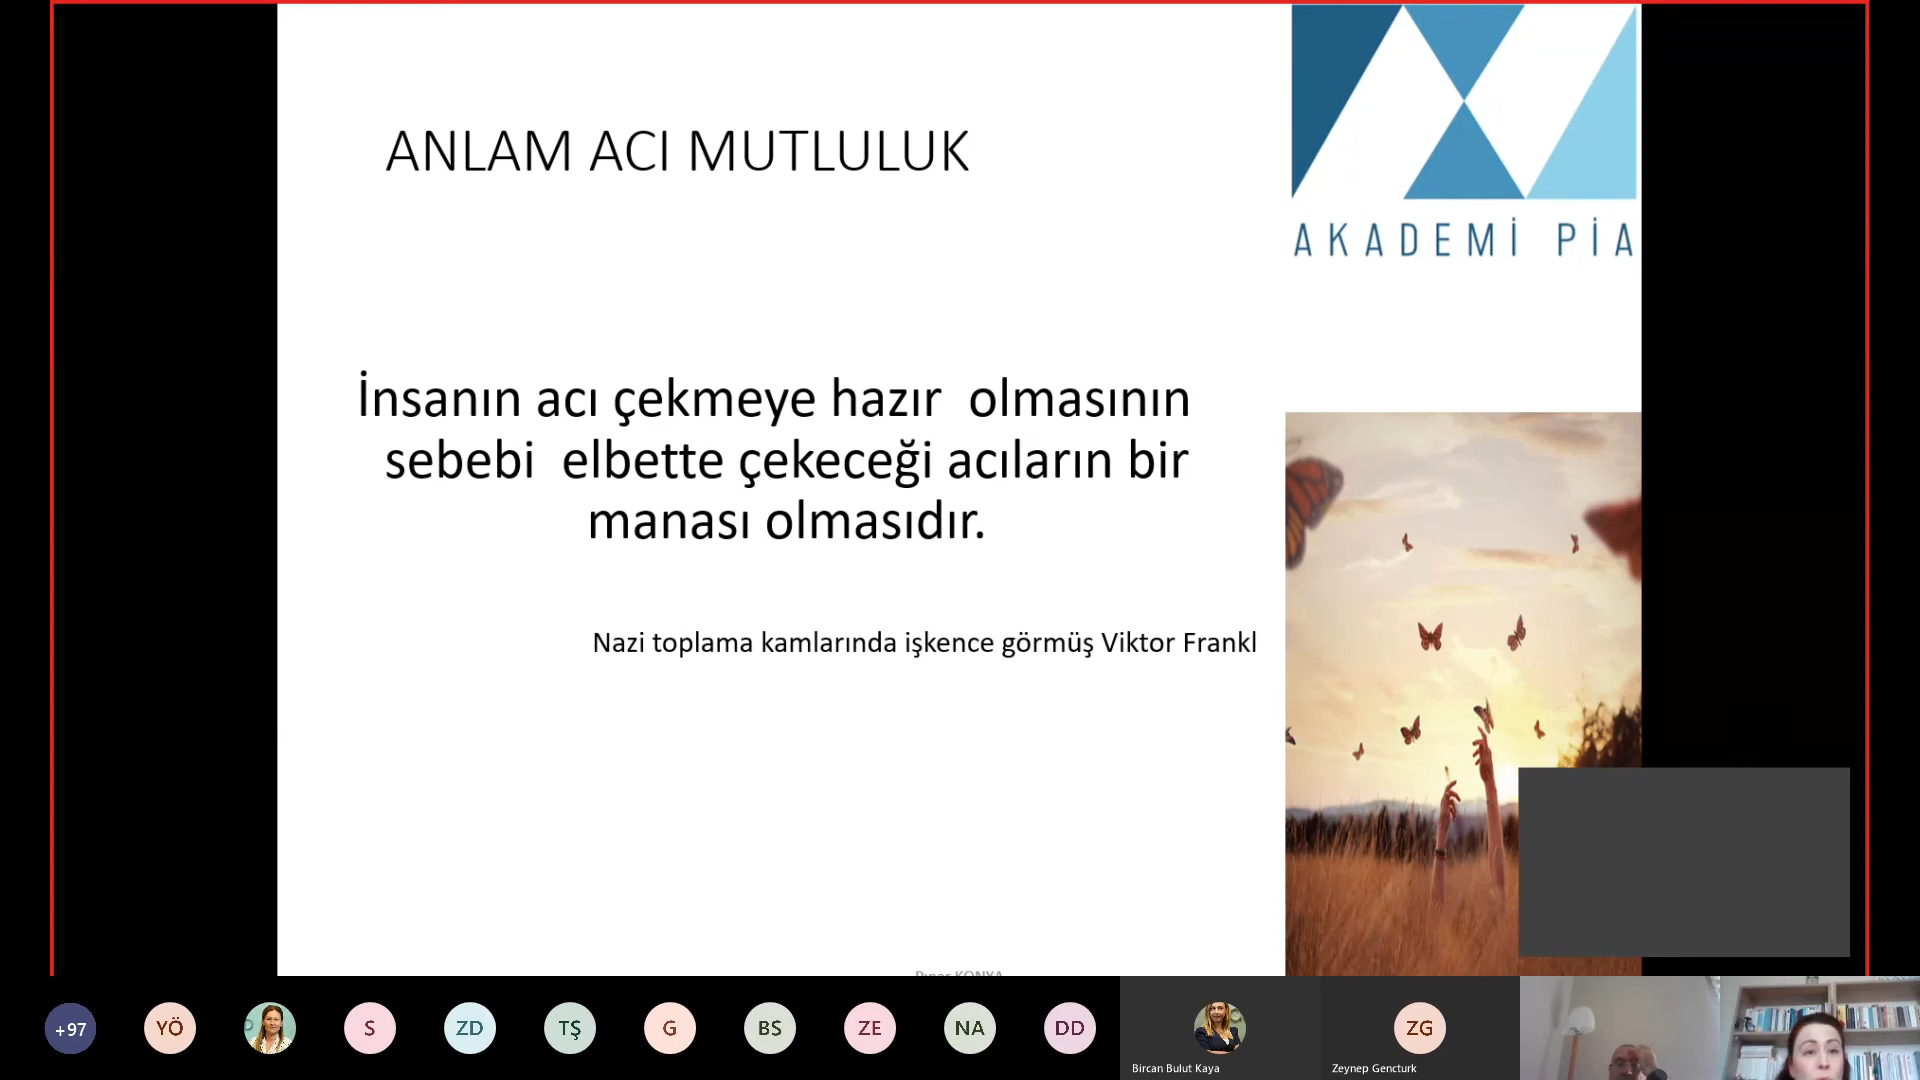 ANLAM ACI MUTLULUK
AKADEMİ PİA
İnsanın acı çekmeye hazır  olmasının
sebebi  elbette çekeceği acıların bir
manası olmasıdır.
Nazi toplama kamlarında işkence görmüş Viktor Frankl
Pınar KONYA
+97
YÖ
S
ZD
TŞ
G
BS
ZE
NA
DD
Bircan Bulut Kaya
ZG
Zeynep Gencturk